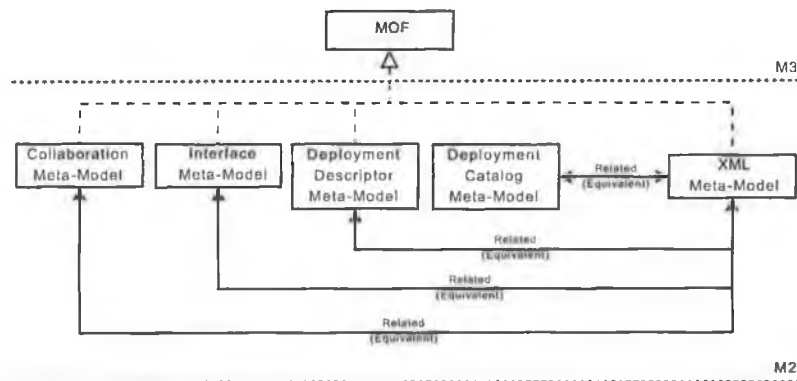 MOF
M3
Collaboration
Meta-Model
Interface
Meta-Model
Deployment
Descriptor
Meta-Model
Deployment
Catalog
Meta-Model
Related
(Equivalent)
XML
Meta-Model
Related
(Equivalent)
Related
(Equivalent)
Related
(Equivalent)
M2